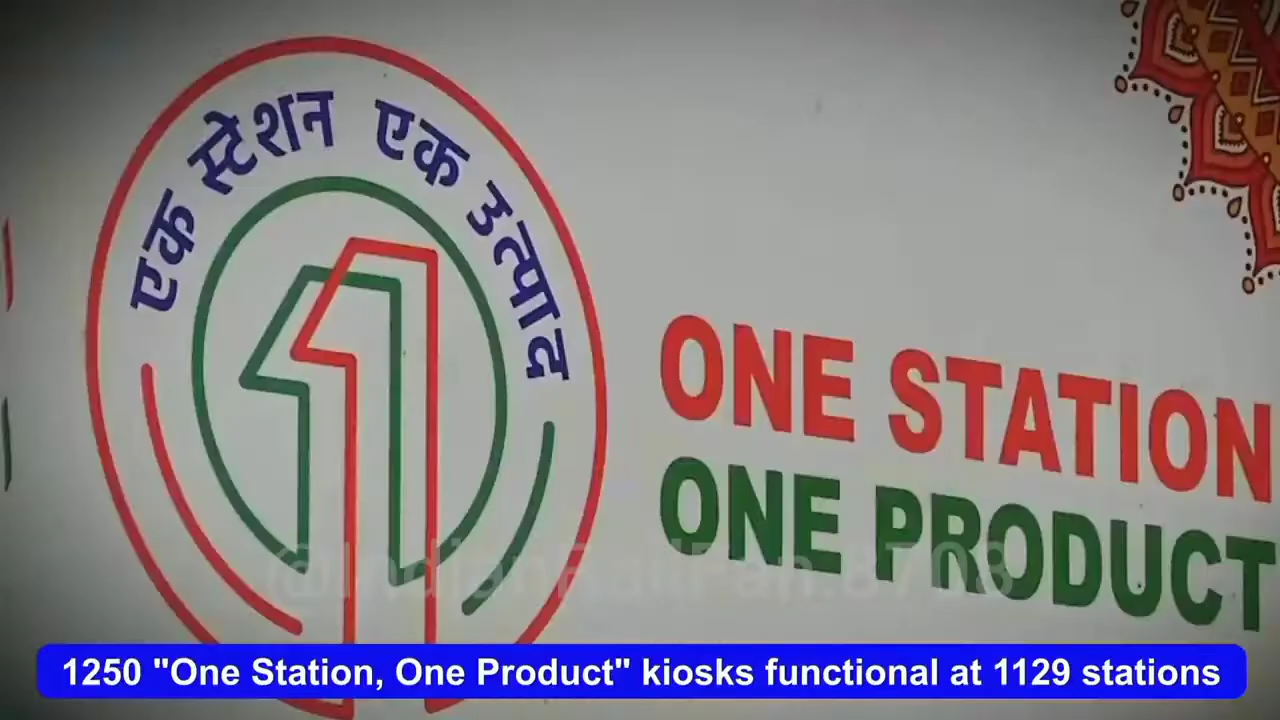 एक स्टेशन एक उत्पाद
ONE STATION
ONE PRODUCT
1250 "One Station, One Product" kiosks functional at 1129 stations